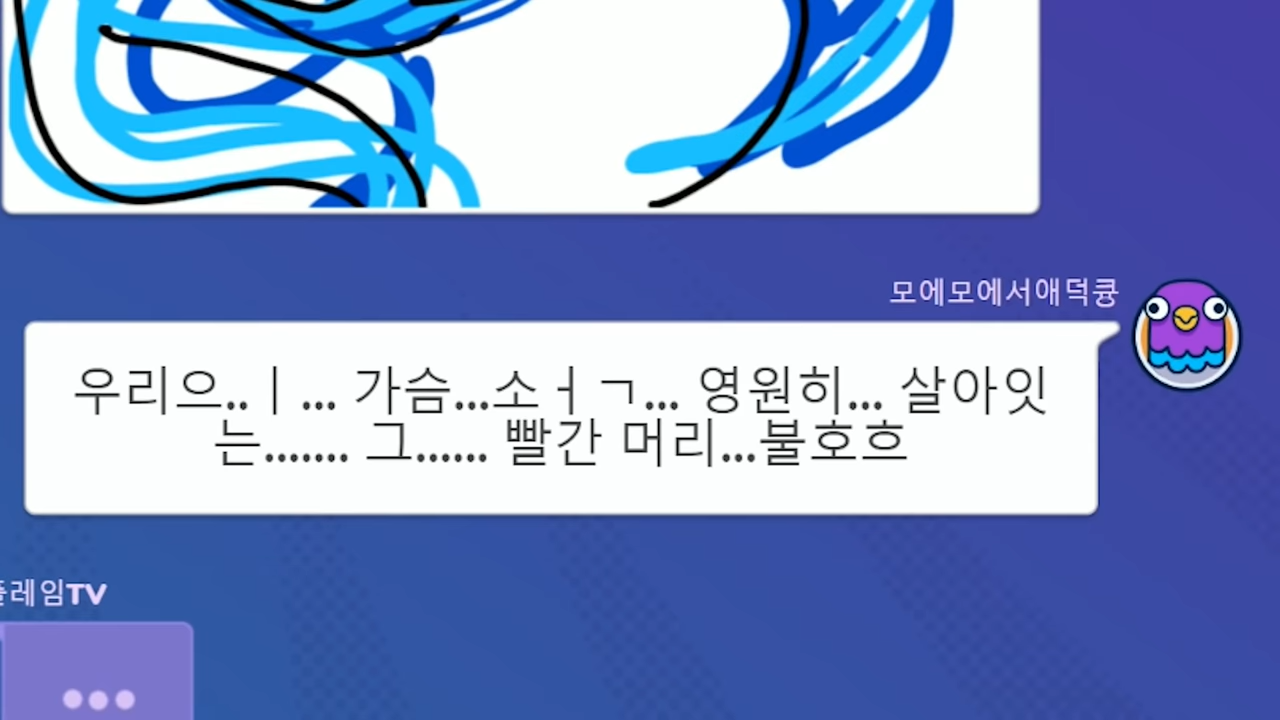 모에모에서애덕큥
우리으..ㅣ... 가슴...소ㅓㄱ... 영원히... 살아잇
는....... 그...... 빨간 머리...불호흐
플레임TV